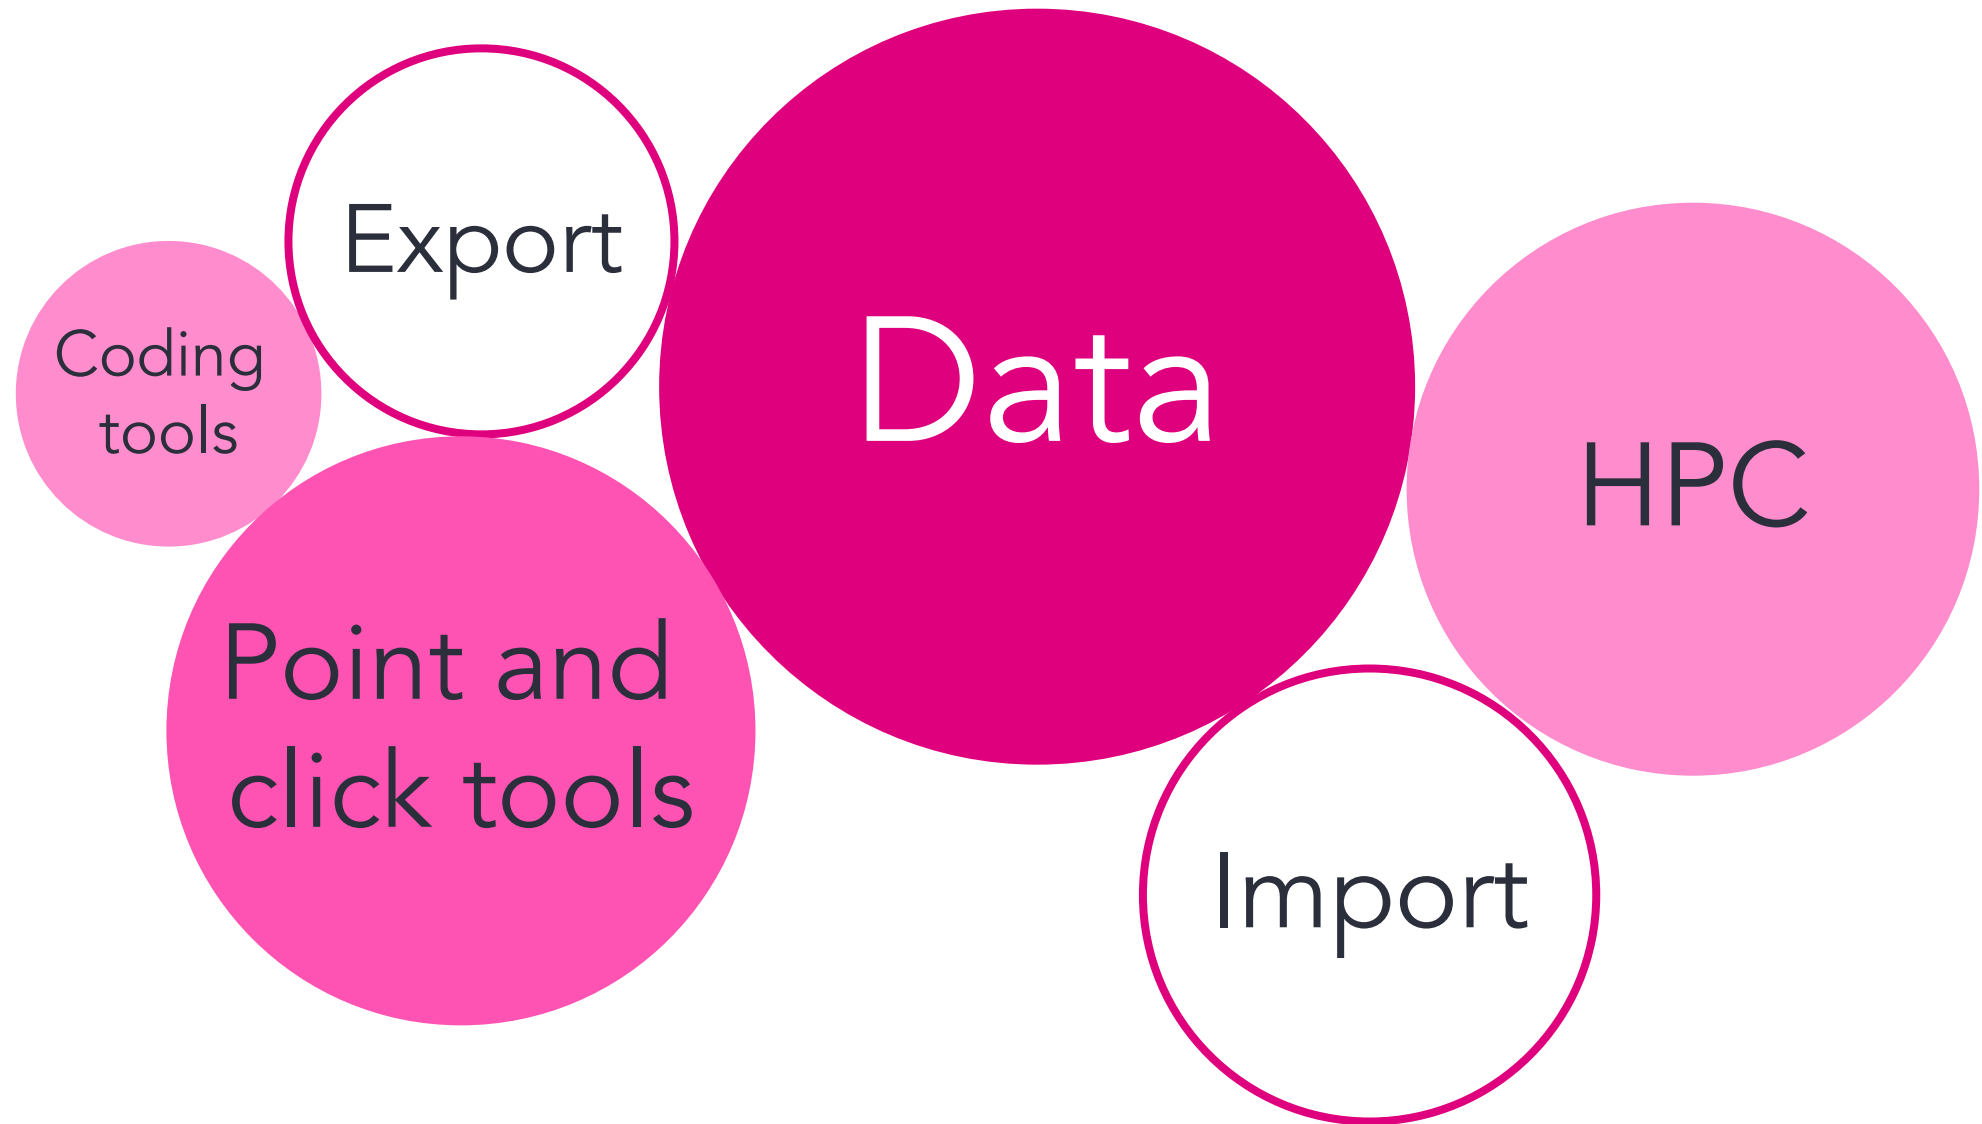 Export
Data
Coding
tools
HPC
Point and
click tools
Import